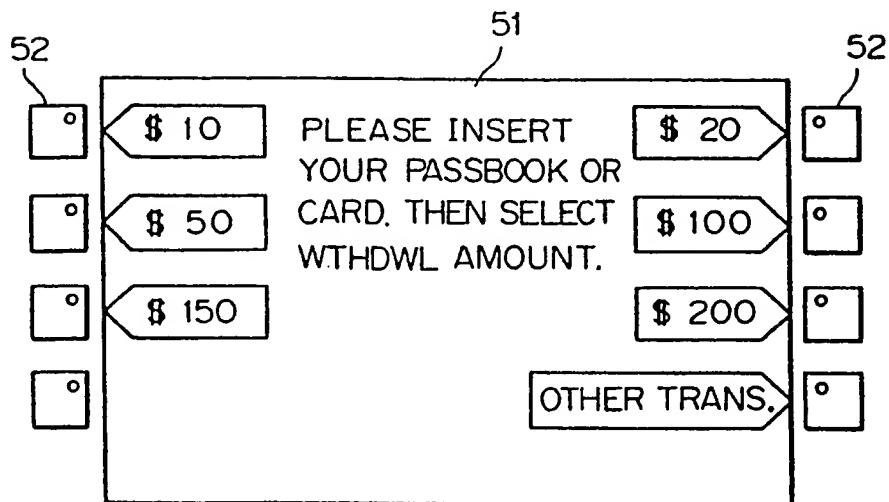 51
52
52
$ 10
PLEASE INSERT
$ 20
YOUR PASSBOOK OR
$ 50
CARD. THEN SELECT
$ 100
W.THDWL AMOUNT.
$ 150
$ 200
OTHER TRANS.